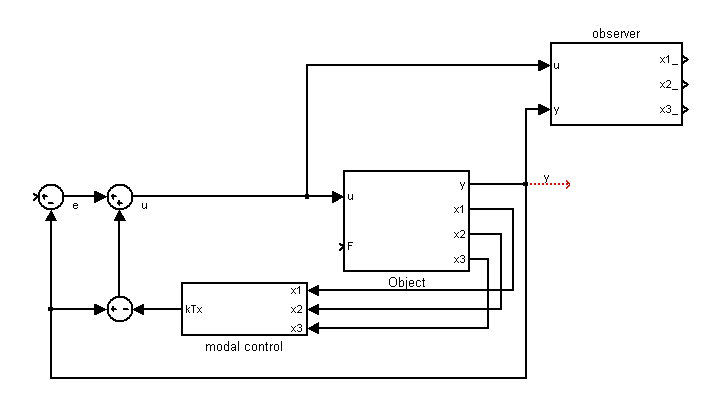 observer
u
x1_
x2_
y
x3_
y
y
u
x1
e
u
x2
F
x3
Object
x1
kTx
x2
x3
modal control